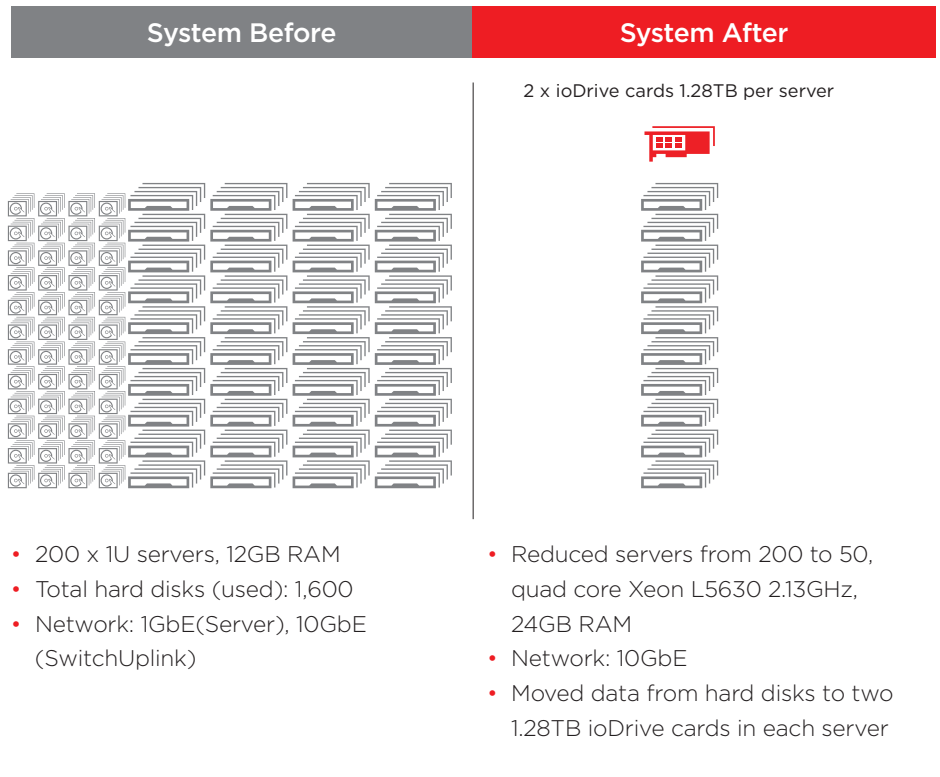 System Before
System After
2 x ioDrive cards 1.28TB per server
• 200 x 1U servers, 12GB RAM
• Total hard disks (used): 1,600
• Network: 1GbE(Server), 10GbE
(SwitchUplink)
• Reduced servers from 200 to 50,
quad core Xeon L5630 2.13GHz,
24GB RAM
• Network: 10GbE
• Moved data from hard disks to two
1.28TB ioDrive cards in each server